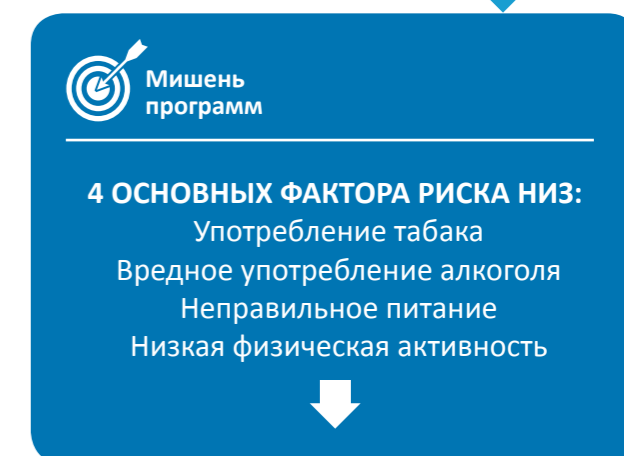 Мишень
программ
4 ОСНОВНЫХ ФАКТОРА РИСКА НИЗ:
Употребление табака
Вредное употребление алкоголя
Неправильное питание
Низкая физическая активность